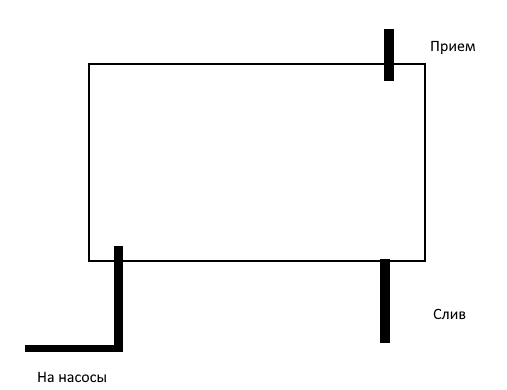 Прием
Слив
На насосы